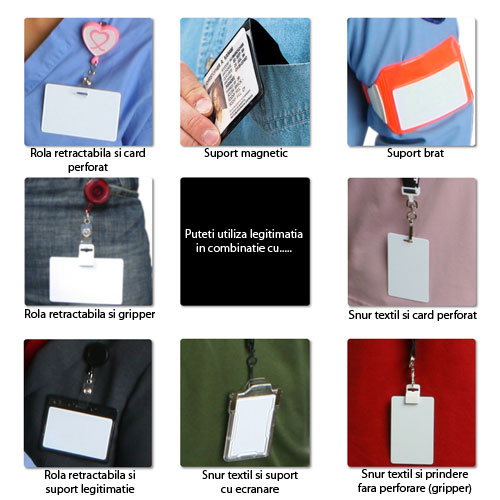 Rola retractabila si card
perforat
Suport magnetic
Suport brat
Rola retractabila si gripper
Puteti utiliza legitimatia
in combinatie cu.....
Snur textil si card perforat
Rola retractabila si
suport legitimatie
Snur textil si suport
cu ecranare
Snur textil si prindere
fara perforare (gripper)